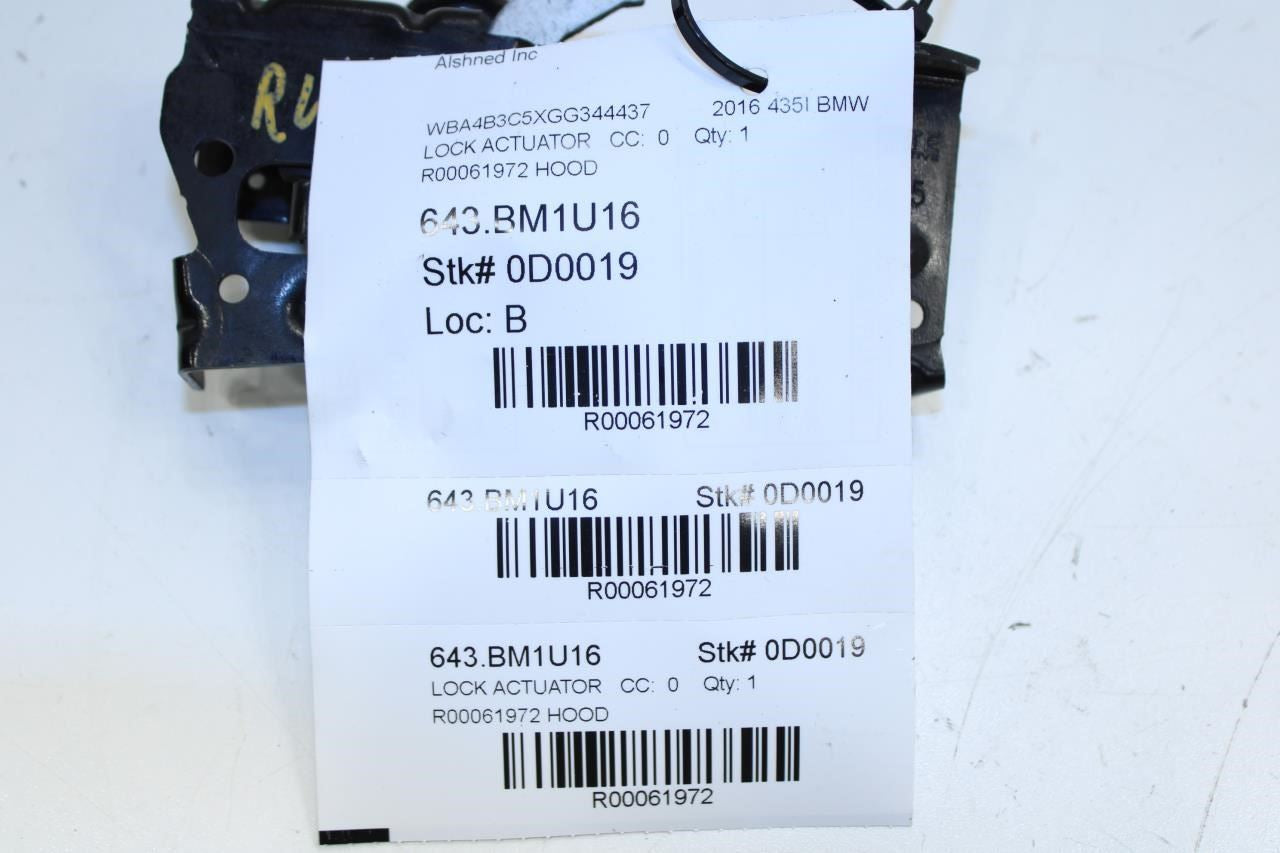 Alshned Inc
WBA4B3C5XGG344437 2016 435I BMW
LOCK ACTUATOR CC: 0 Qty: 1
R00061972 HOOD
643.BM1U16
Stk# 0D0019
Loc: B
R00061972
643.BM1U16 Stk# 0D0019
R00061972
643.BM1U16 Stk# 0D0019
LOCK ACTUATOR CC: 0 Qty: 1
R00061972 HOOD
R00061972
5